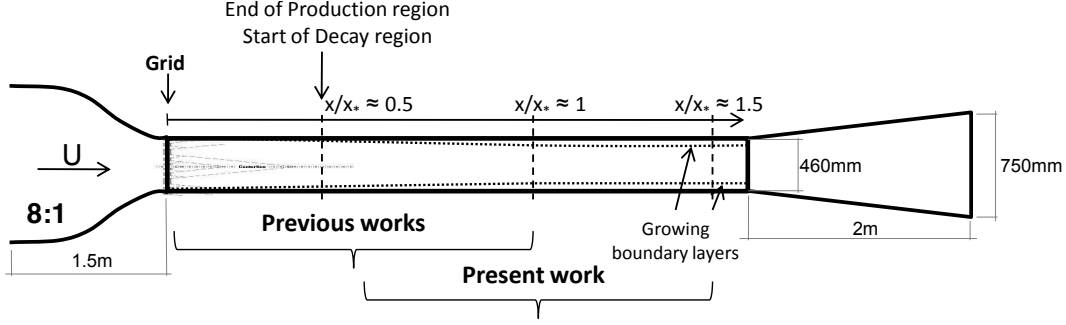 End of Production region
Start of Decay region
Grid
x/x* ≈ 0.5
x/x* ≈ 1
x/x* ≈ 1.5
U
Centerline
460mm
750mm
8:1
Previous works
Growing
boundary layers
2m
1.5m
Present work